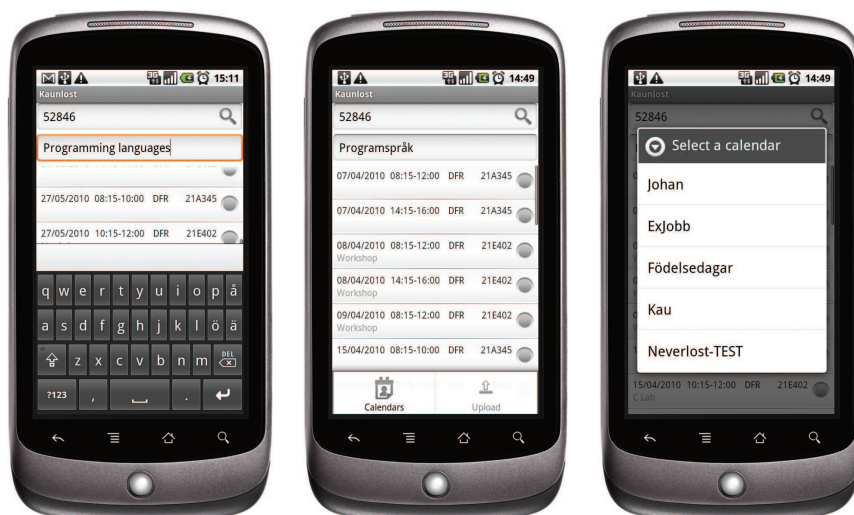 15:11
Kaunlost
52846
Programming languages
27/05/2010 08:15-10:00 DFR 21A345
27/05/2010 10:15-12:00 DFR 21E402
q w e r t y u i o p å
a s d f g h j k l ö ä
z x c v b n m DEL
?123 , .
14:49
Kaunlost
52846
Programspråk
07/04/2010 08:15-12:00 DFR 21A345
07/04/2010 14:15-16:00 DFR 21A345
08/04/2010 08:15-12:00 DFR 21E402
Workshop
08/04/2010 14:15-16:00 DFR 21E402
Workshop
09/04/2010 08:15-12:00 DFR 21E402
Workshop
15/04/2010 08:15-10:00 DFR 21A345
Calendars Upload
14:49
Kaunlost
52846
Select a calendar
Johan
ExJobb
Födelsedagar
Kau
Neverlost-TEST
15/04/2010 10:15-12:00 DFR 21E402
C Lab